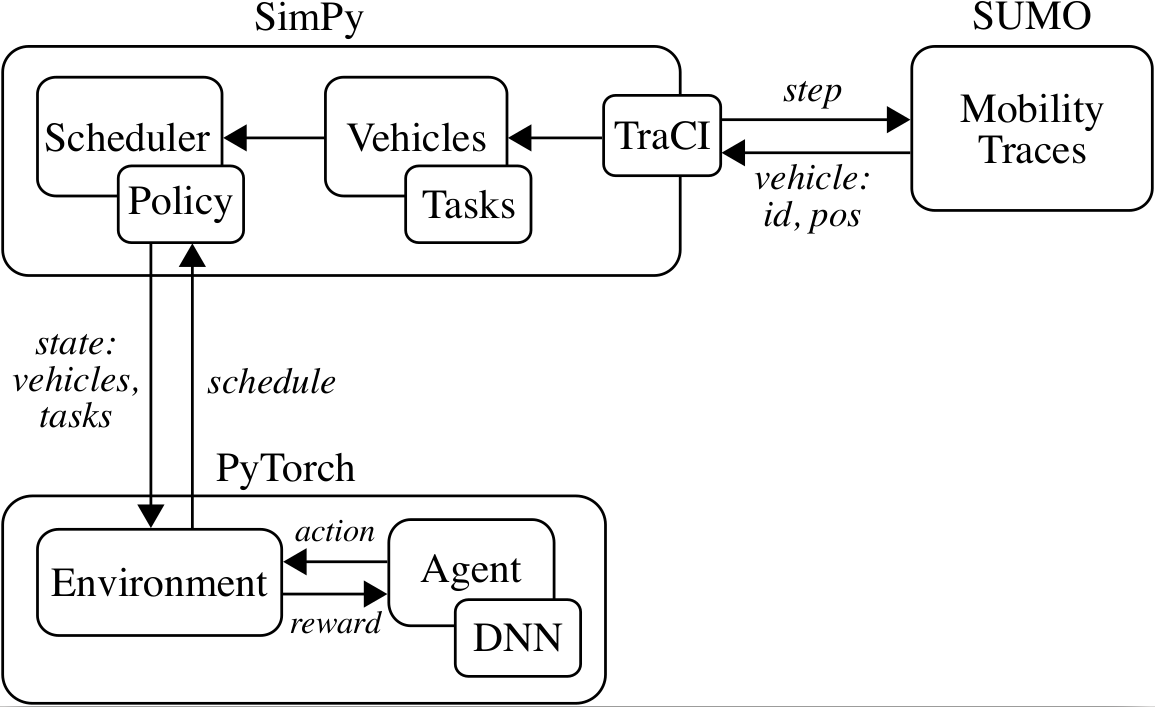 SimPy
SUMO
Scheduler
Policy
Vehicles
Tasks
TraCI
step
vehicle:
id, pos
Mobility
Traces
state:
vehicles,
tasks
schedule
PyTorch
Environment
action
reward
Agent
DNN